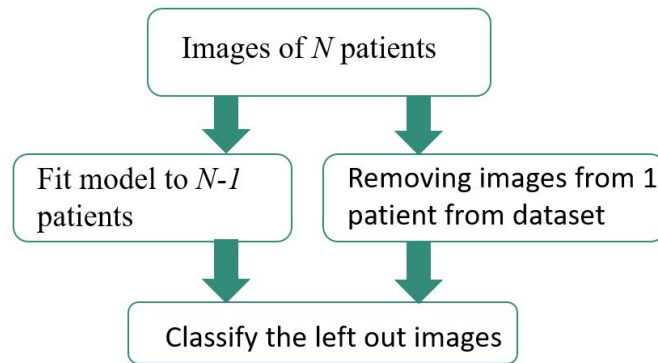 Images of N patients
Fit model to N-1
patients
Removing images from 1
patient from dataset
Classify the left out images